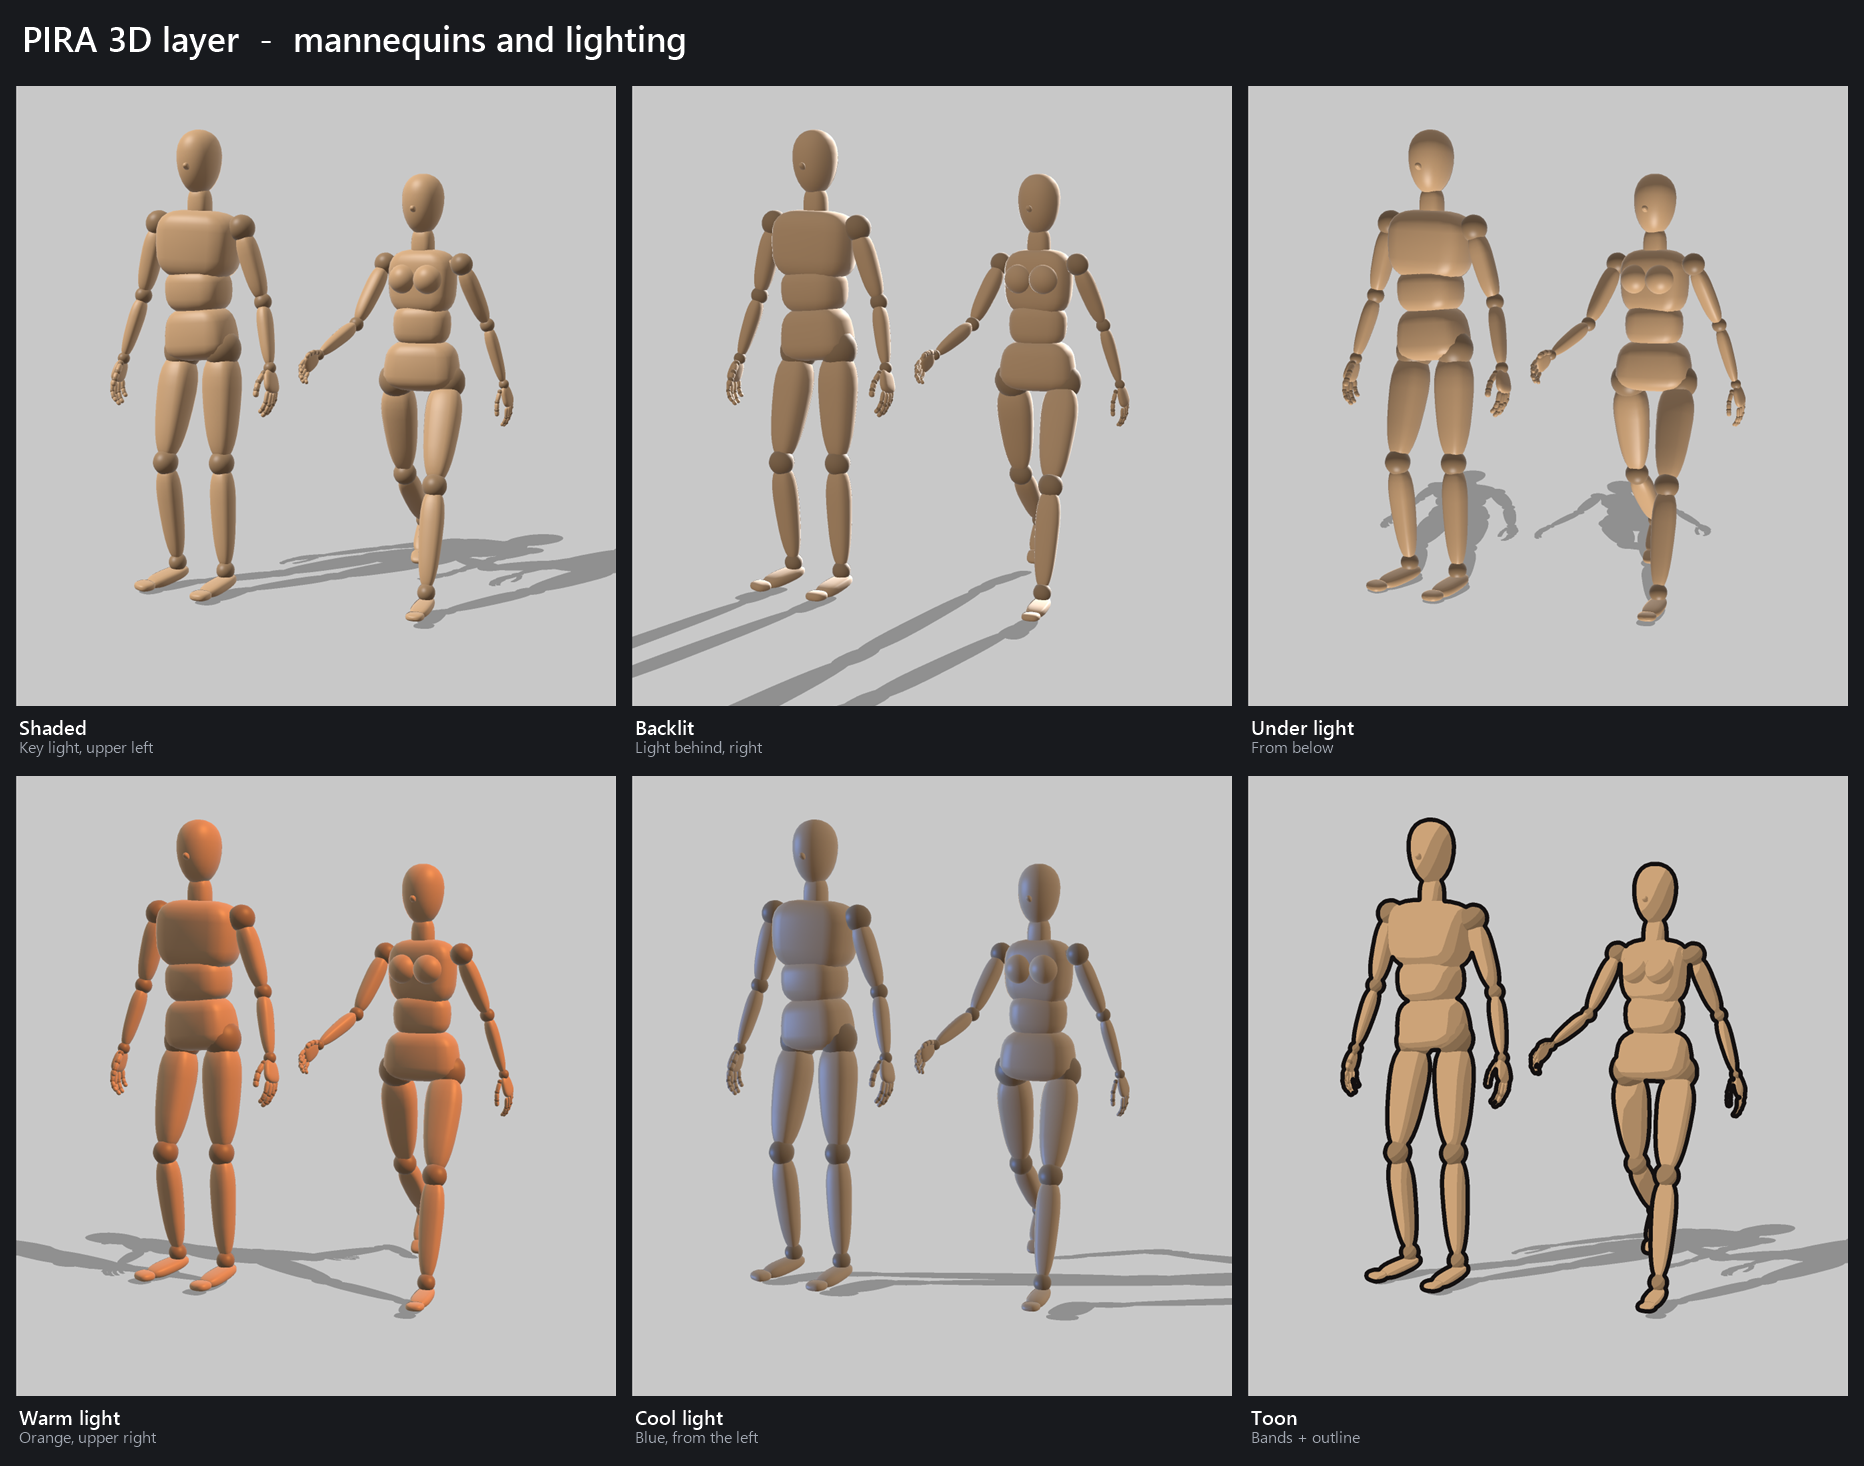 PIRA 3D layer - mannequins and lighting
Shaded
Key light, upper left
Backlit
Light behind, right
Under light
From below
Warm light
Orange, upper right
Cool light
Blue, from the left
Toon
Bands + outline